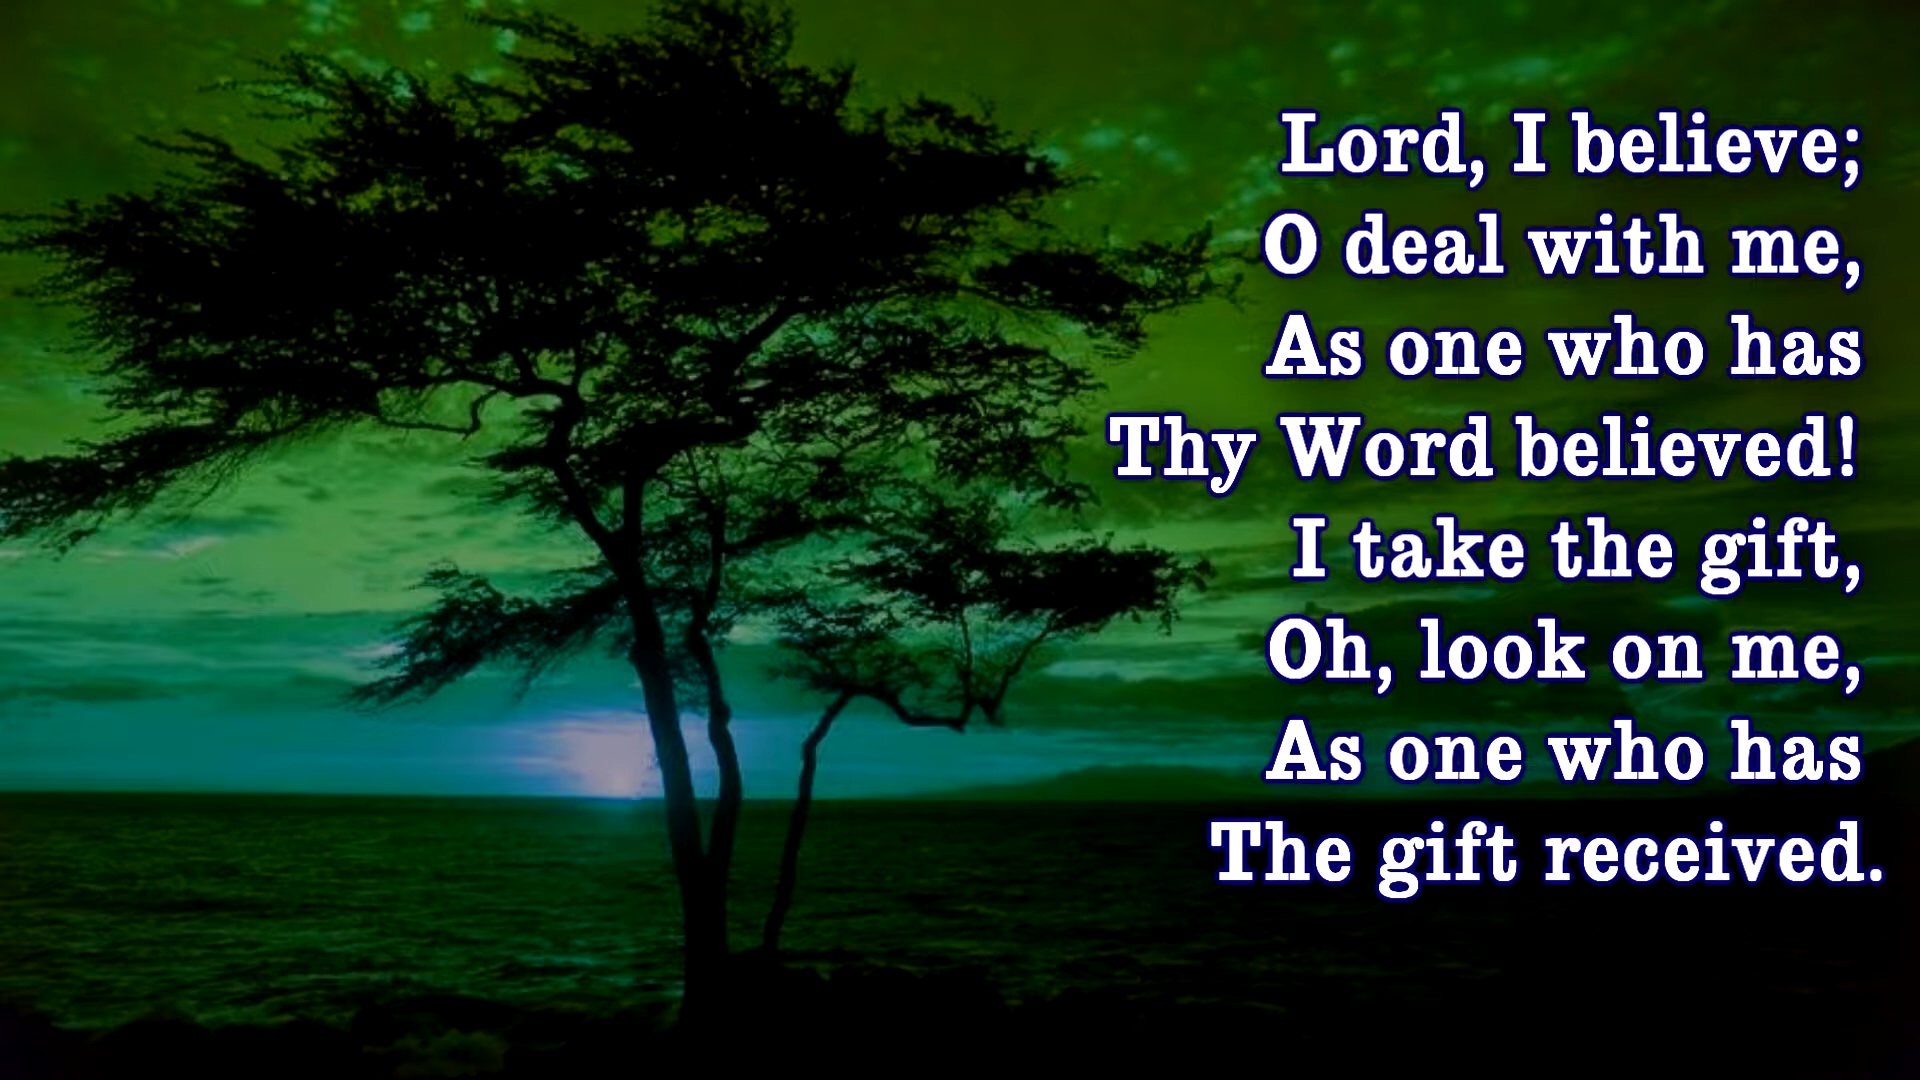 Lord, I believe;
O deal with me,
As one who has
Thy Word believed!
I take the gift,
Oh, look on me,
As one who has
The gift received.